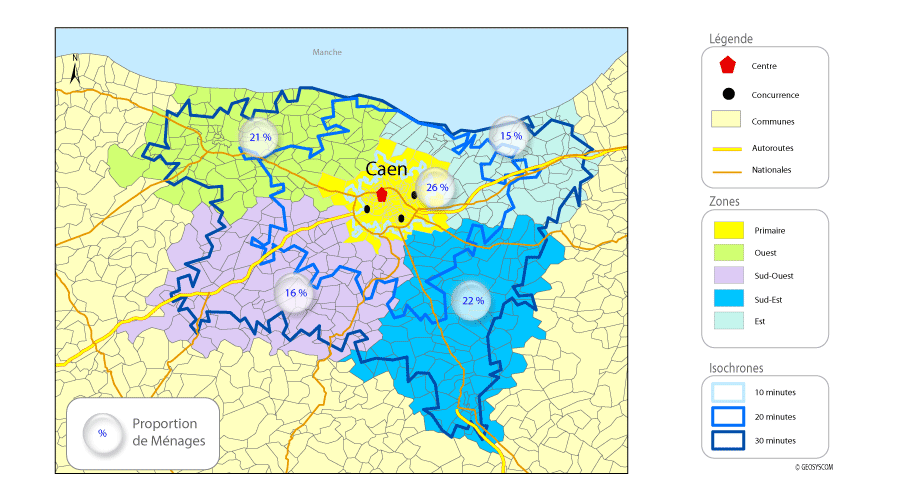 Manche
N
21 %
15 %
Caen
26 %
16 %
22 %
%
Proportion
de Ménages
Légende
Centre
Concurrence
Communes
Autoroutes
Nationales
Zones
Primaire
Ouest
Sud-Ouest
Sud-Est
Est
Isochrones
10 minutes
20 minutes
30 minutes
© GEOSYSCOM